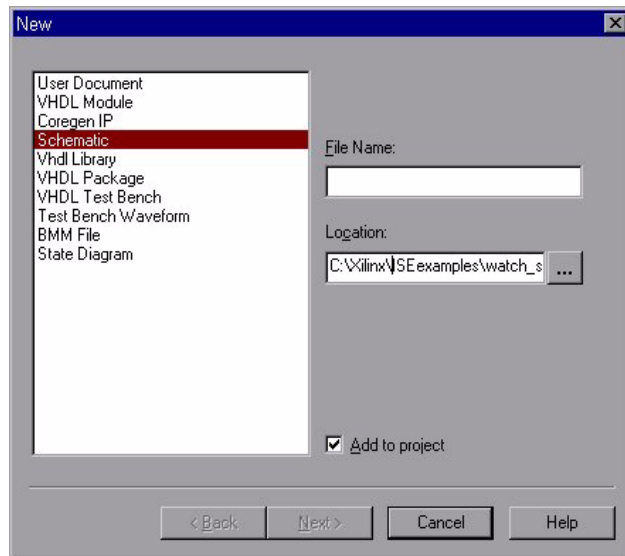 New
User Document
VHDL Module
Coregen IP
Schematic
Vhdl Library
VHDL Package
VHDL Test Bench
Test Bench Waveform
BMM File
State Diagram
File Name:
Location:
C:\Xilinx\ISEexamples\watch_s
...
Add to project
< Back
Next >
Cancel
Help